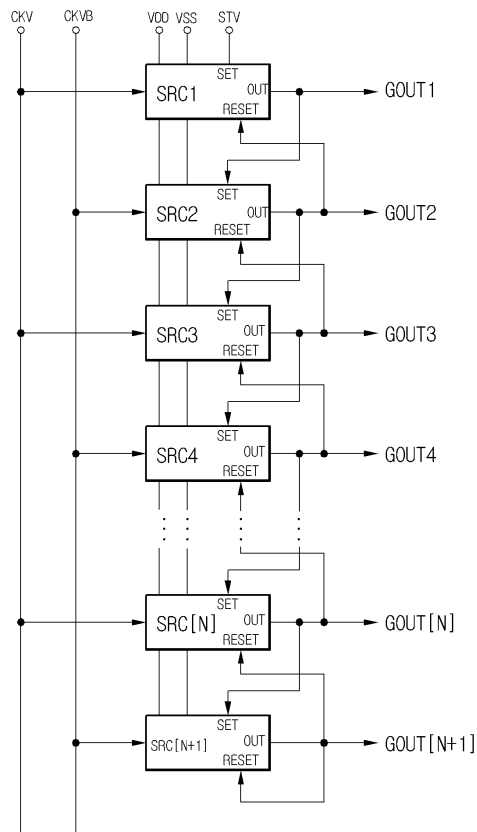 CKV CKVB VDD VSS STV
SET
SRC1 OUT GOUT1
RESET
SET
SRC2 OUT GOUT2
RESET
SET
SRC3 OUT GOUT3
RESET
SET
SRC4 OUT GOUT4
RESET
SET
SRC[N] OUT GOUT[N]
RESET
SET
SRC[N+1] OUT GOUT[N+1]
RESET